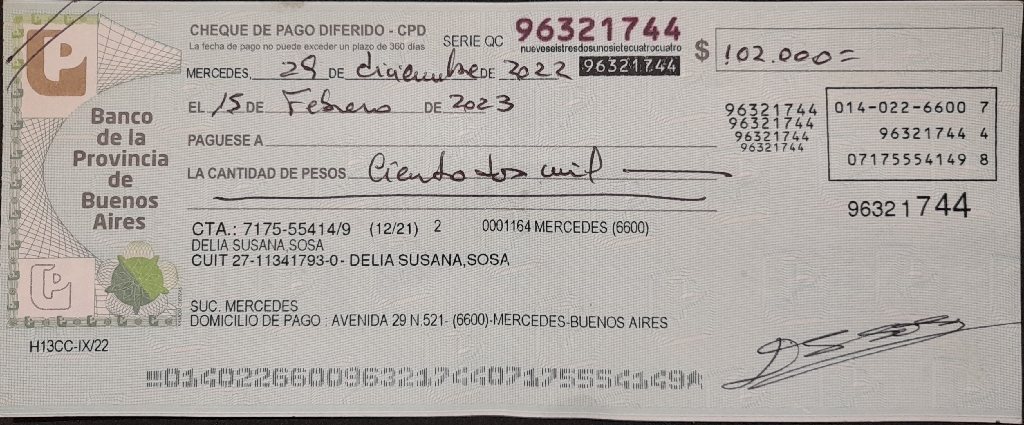 CHEQUE DE PAGO DIFERIDO - CPD
La fecha de pago no puede exceder un plazo de 360 días
SERIE QC 96321744
nueveseistresdosunosietecuatrocuatro
96321744
$ 102.000=
MERCEDES, 29 DE diciembre DE 2022
EL 15 DE Febrero DE 2023
PAGUESE A
LA CANTIDAD DE PESOS Ciento dos mil
96321744
96321744
96321744
96321744
014-022-6600 7
96321744 4
07175554149 8
96321744
Banco
de la
Provincia
de
Buenos
Aires
CTA.: 7175-55414/9 (12/21) 2 0001164 MERCEDES (6600)
DELIA SUSANA,SOSA
CUIT 27-11341793-0- DELIA SUSANA,SOSA
SUC. MERCEDES
DOMICILIO DE PAGO : AVENIDA 29 N.521- (6600)-MERCEDES-BUENOS AIRES
H13CC-IX/22
01402266009632174407175554149